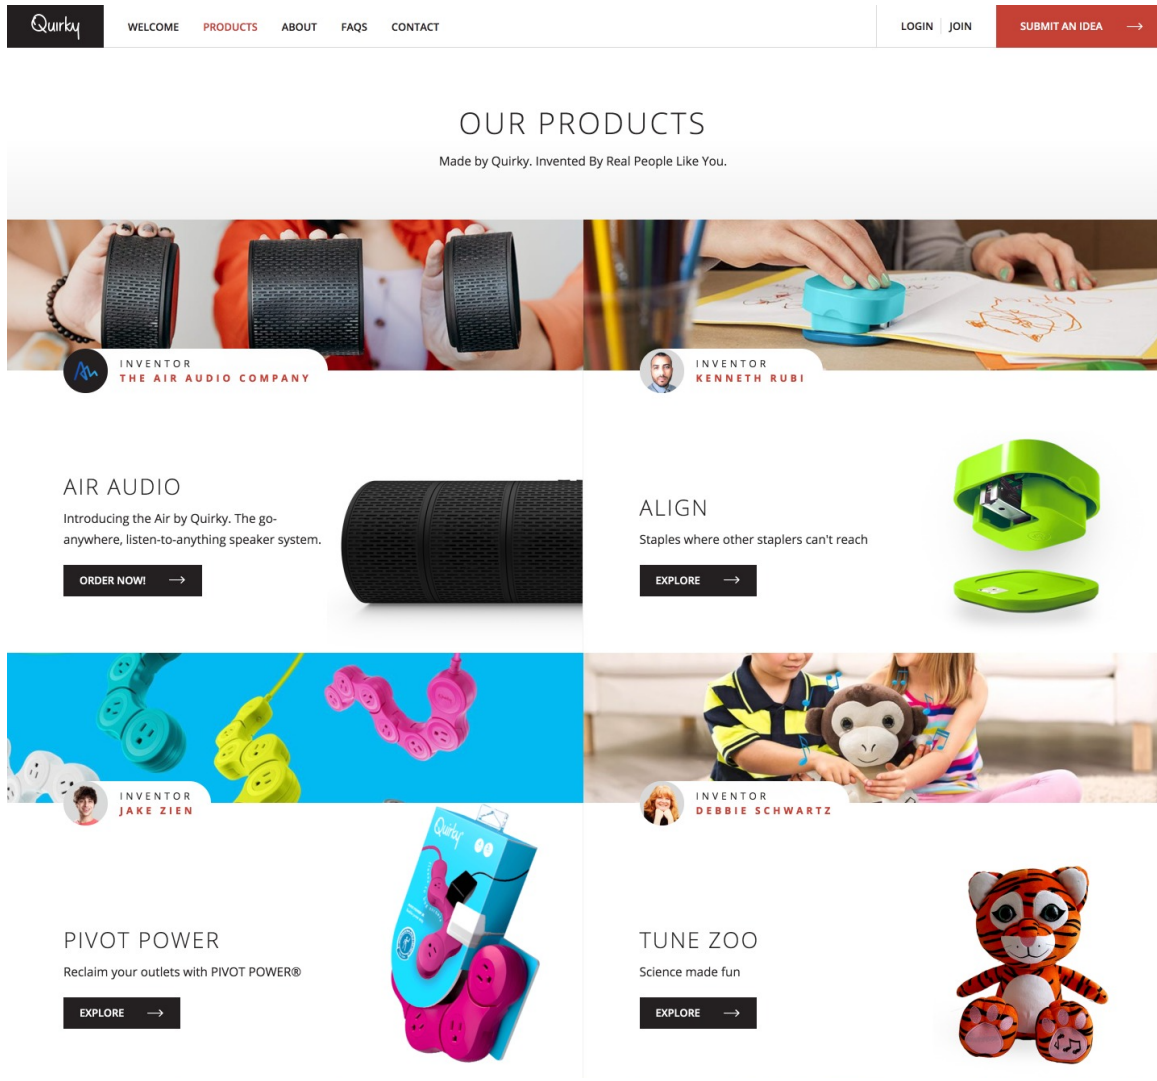 Quirky
WELCOME
PRODUCTS
ABOUT
FAQS
CONTACT
LOGIN
JOIN
SUBMIT AN IDEA
OUR PRODUCTS
Made by Quirky. Invented By Real People Like You.
INVENTOR
THE AIR AUDIO COMPANY
AIR AUDIO
Introducing the Air by Quirky. The go-
anywhere, listen-to-anything speaker system.
ORDER NOW!
INVENTOR
KENNETH RUBI
ALIGN
Staples where other staplers can't reach
EXPLORE
INVENTOR
JAKE ZIEN
Quirky
PIVOT POWER
Reclaim your outlets with PIVOT POWER®
EXPLORE
INVENTOR
DEBBIE SCHWARTZ
TUNE ZOO
Science made fun
EXPLORE